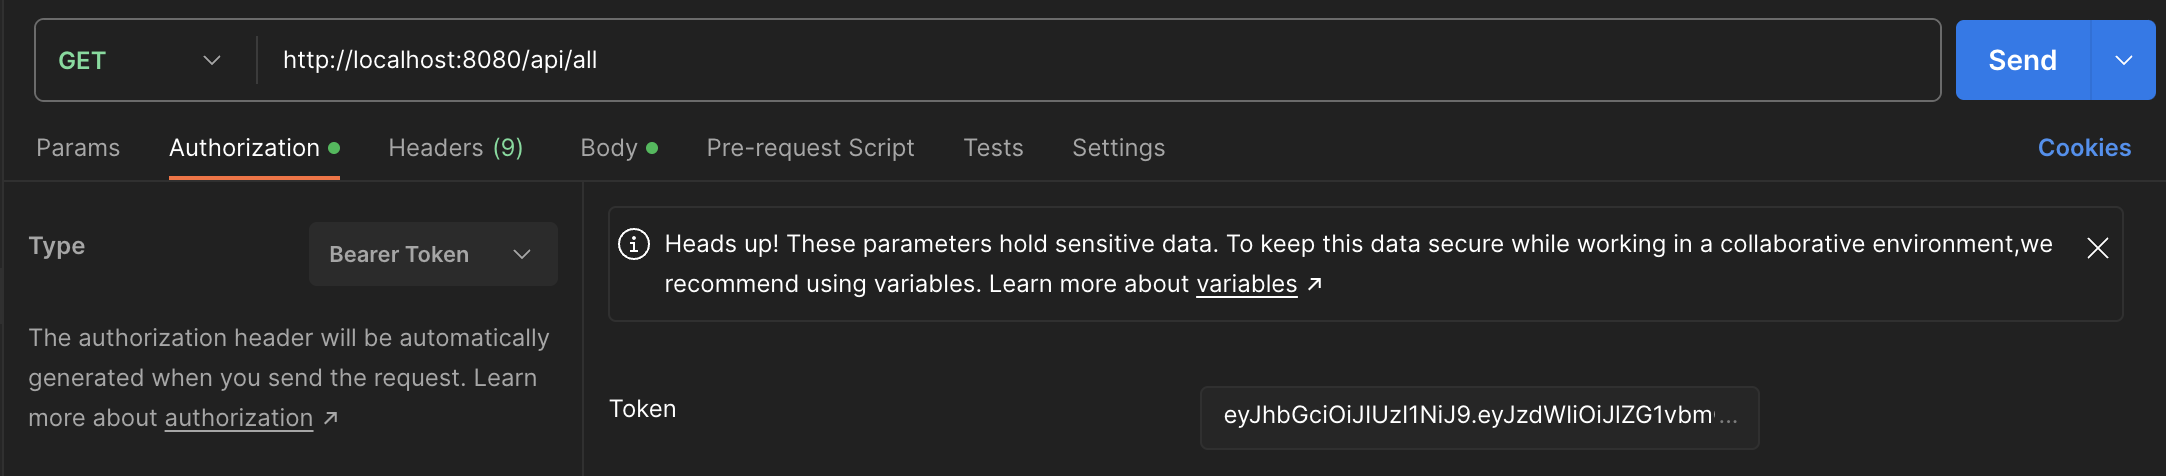 GET http://localhost:8080/api/all Send
Params Authorization Headers (9) Body Pre-request Script Tests Settings Cookies
Type Bearer Token
The authorization header will be automatically
generated when you send the request. Learn
more about authorization ↗
Heads up! These parameters hold sensitive data. To keep this data secure while working in a collaborative environment,we
recommend using variables. Learn more about variables ↗
Token eyJhbGciOiJIUzI1NiJ9.eyJzdWIiOiJlZG1vbm...